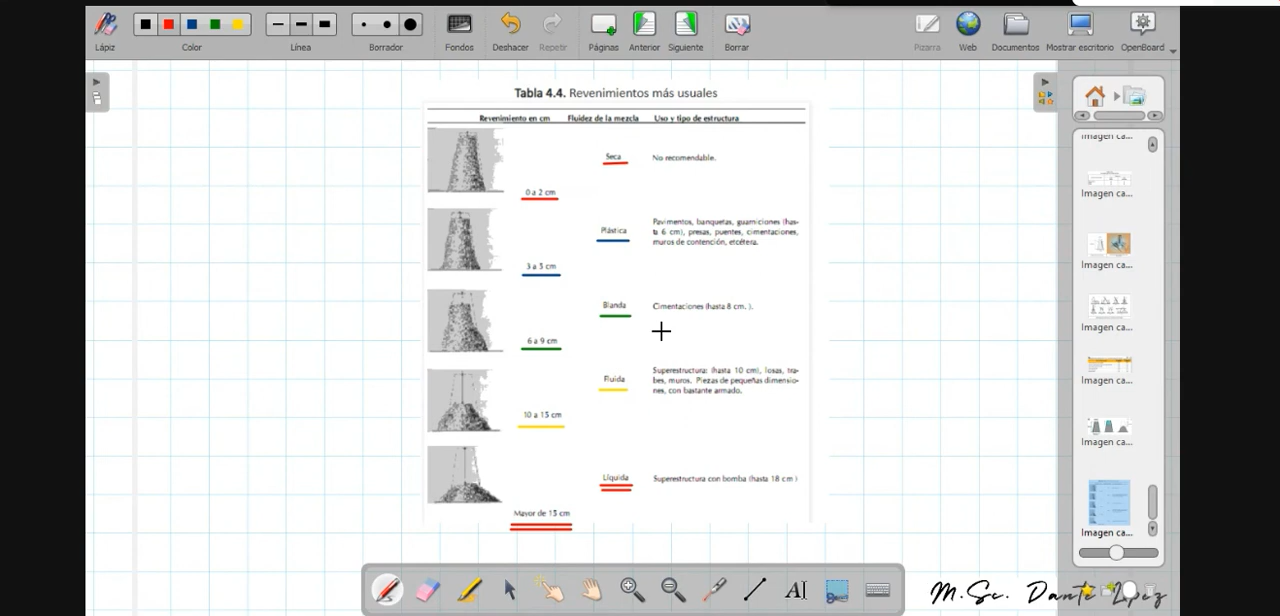 Lápiz
Color
Línea
Borrador
Fondos
Deshacer
Repetir
Páginas
Anterior
Siguiente
Borrar
Pizarra
Web
Documentos
Mostrar escritorio
OpenBoard
Tabla 4.4. Revenimientos más usuales
Revenimiento en cm Fluidez de la mezcla Uso y tipo de estructura
Seca No recomendable.
0 a 2 cm
Plástica
Pavimentos, banquetas, guarniciones (has-
ta 6 cm), presas, puentes, cimentaciones,
muros de contención, etcétera.
3 a 5 cm
Blanda Cimentaciones (hasta 8 cm. ).
6 a 9 cm
Fluida
Superestructura: (hasta 10 cm), losas, tra-
bes, muros. Piezas de pequeñas dimensio-
nes, con bastante armado.
10 a 15 cm
Líquida Superestructura con bomba (hasta 18 cm )
Mayor de 15 cm
Imagen ca...
Imagen ca...
Imagen ca...
Imagen ca...
Imagen ca...
Imagen ca...
Imagen ca...
AI
M.Sc. Dante López